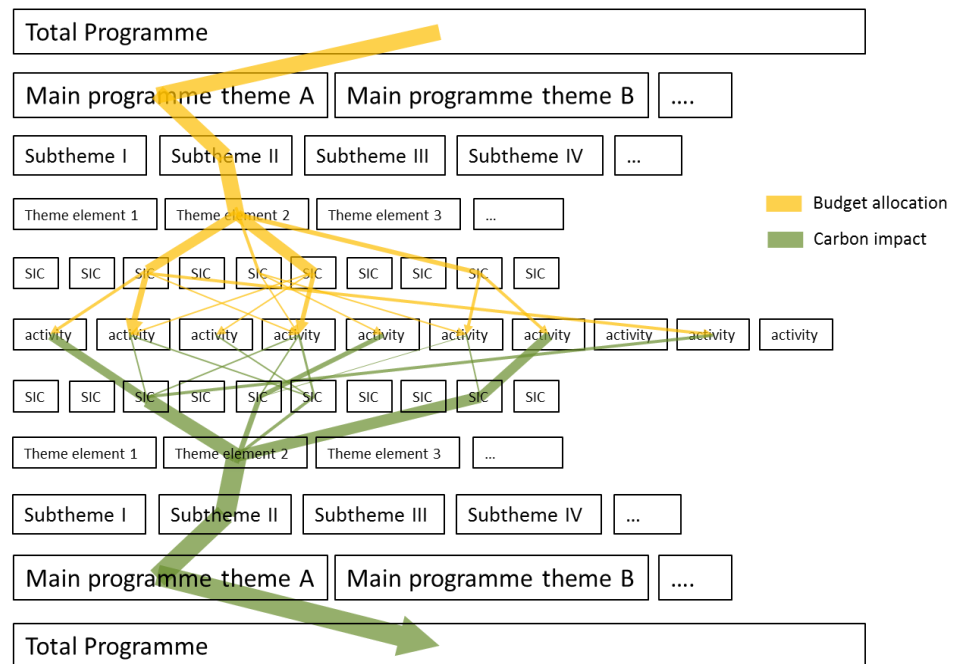 Total Programme
Main programme theme A Main programme theme B ....
Subtheme I Subtheme II Subtheme III Subtheme IV ...
Theme element 1 Theme element 2 Theme element 3 ...
Budget allocation
Carbon impact
SIC SIC SIC SIC SIC SIC SIC SIC SIC SIC
activity activity activity activity activity activity activity activity activity activity
SIC SIC SIC SIC SIC SIC SIC SIC SIC SIC
Theme element 1 Theme element 2 Theme element 3 ...
Subtheme I Subtheme II Subtheme III Subtheme IV ...
Main programme theme A Main programme theme B ....
Total Programme